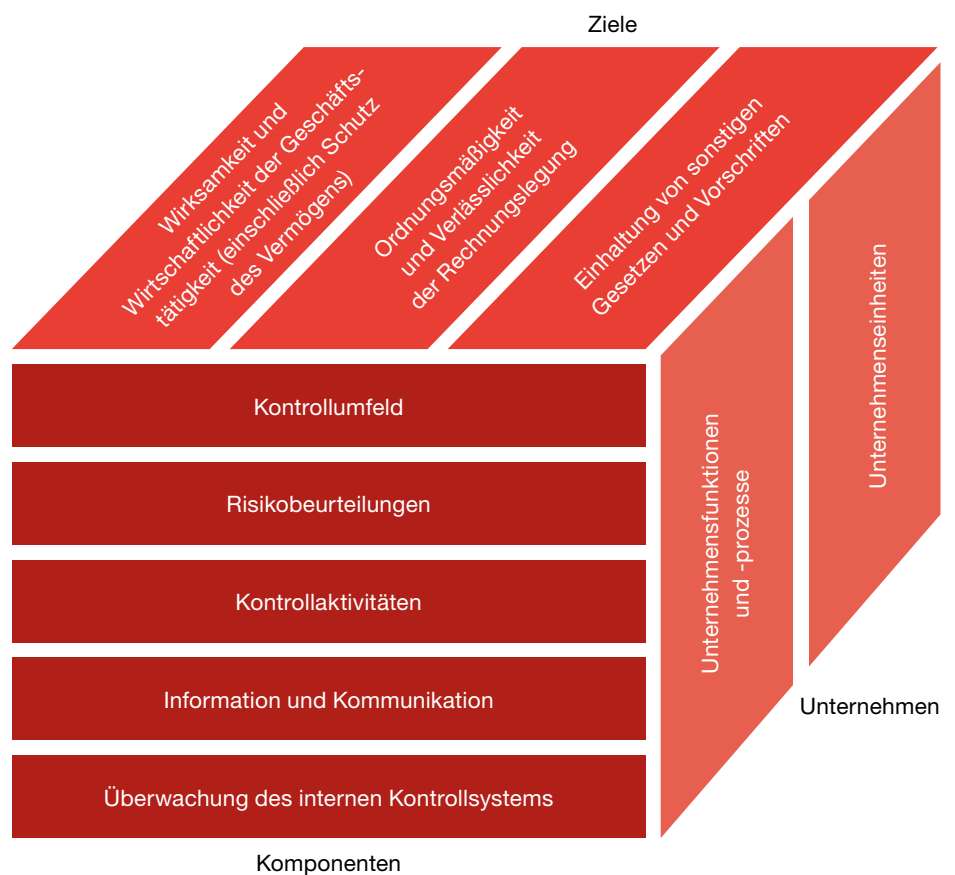 Ziele
Wirksamkeit und
Wirtschaftlichkeit der Geschäfts-
tätigkeit (einschließlich Schutz
des Vermögens)
Ordnungsmäßigkeit
und Verlässlichkeit
der Rechnungslegung
Einhaltung von sonstigen
Gesetzen und Vorschriften
Kontrollumfeld
Risikobeurteilungen
Kontrollaktivitäten
Information und Kommunikation
Überwachung des internen Kontrollsystems
Komponenten
Unternehmensfunktionen
und -prozesse
Unternehmenseinheiten
Unternehmen